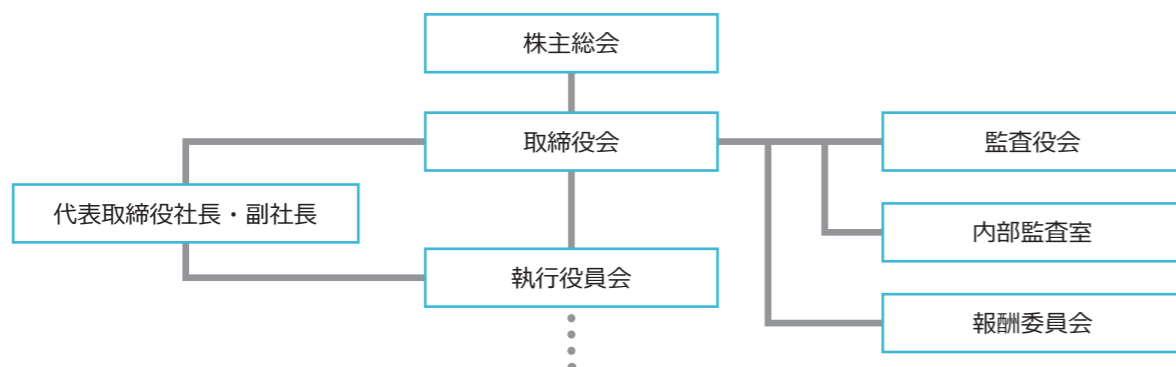 株主総会
取締役会
監査役会
代表取締役社長・副社長
内部監査室
執行役員会
報酬委員会